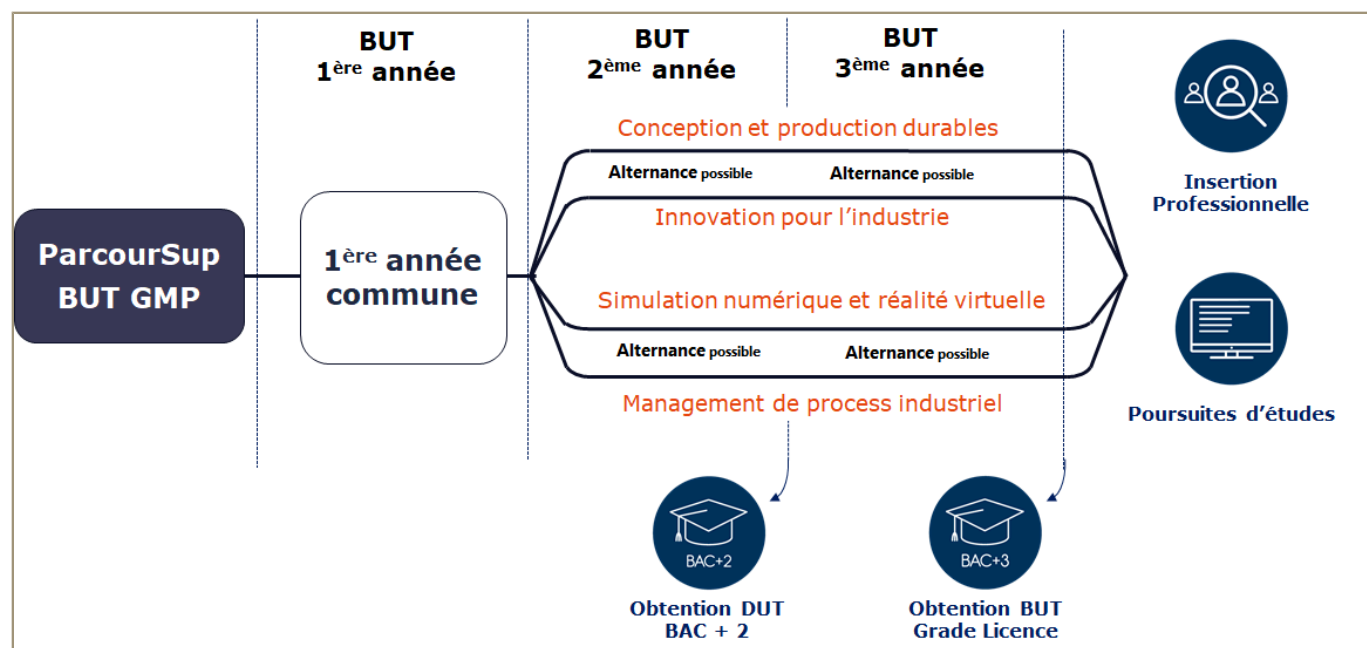 BUT
1ère année
BUT
2ème année
BUT
3ème année
Conception et production durables
Alternance possible
Alternance possible
Innovation pour l'industrie
ParcourSup
BUT GMP
1ère année
commune
Simulation numérique et réalité virtuelle
Alternance possible
Alternance possible
Management de process industriel
Insertion
Professionnelle
Poursuites d'études
BAC+2
Obtention DUT
BAC + 2
BAC+3
Obtention BUT
Grade Licence